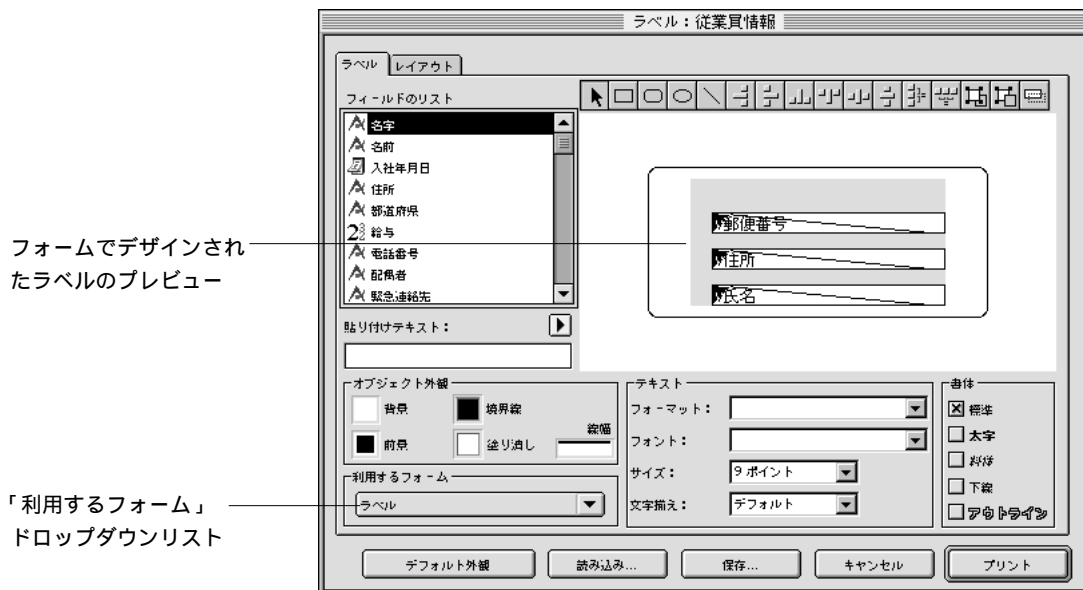 ラベル：従業員情報
ラベル
レイアウト
フィールドのリスト
名字
名前
入社年月日
住所
都道府県
給与
電話番号
配偶者
緊急連絡先
貼り付けテキスト：
郵便番号
住所
氏名
フォームでデザインされ
たラベルのプレビュー
オブジェクト外観
背景
境界線
前景
塗り潰し
線幅
利用するフォーム
ラベル
「利用するフォーム」
ドロップダウンリスト
テキスト
フォーマット：
フォント：
サイズ：
9 ポイント
文字揃え：
デフォルト
書体
標準
太字
斜体
下線
アウトライン
デフォルト外観
読み込み...
保存...
キャンセル
プリント